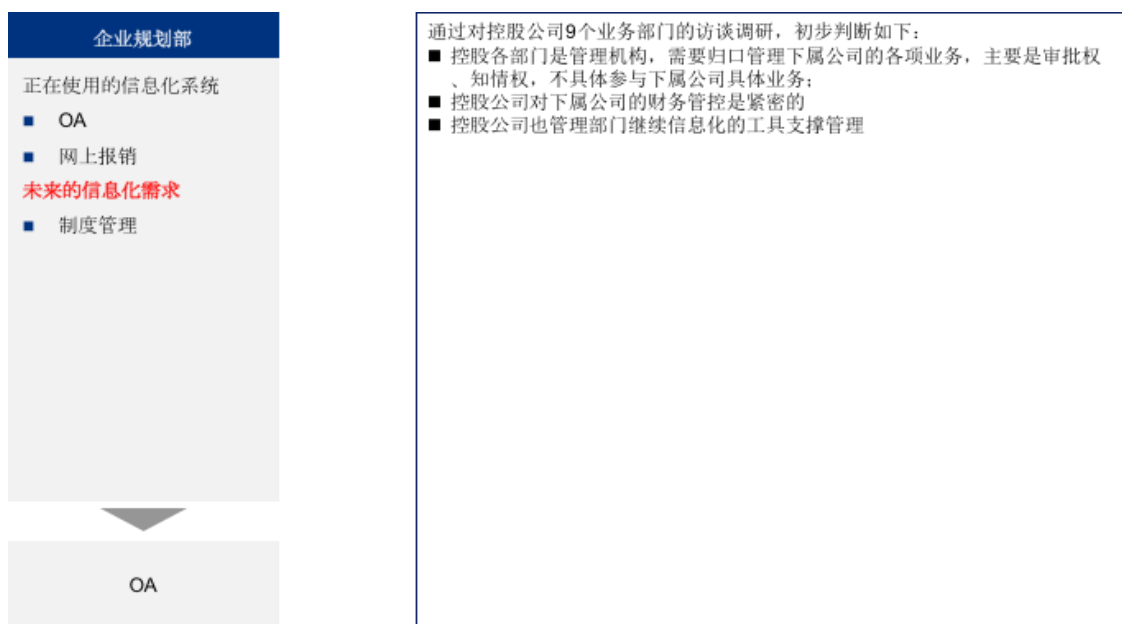 企业规划部
正在使用的信息化系统
■ OA
■ 网上报销
未来的信息化需求
■ 制度管理
OA
通过对控股公司9个业务部门的访谈调研，初步判断如下：
■ 控股各部门是管理机构，需要归口管理下属公司的各项业务，主要是审批权
、知情权，不具体参与下属公司具体业务；
■ 控股公司对下属公司的财务管控是紧密的
■ 控股公司也管理部门继续信息化的工具支撑管理